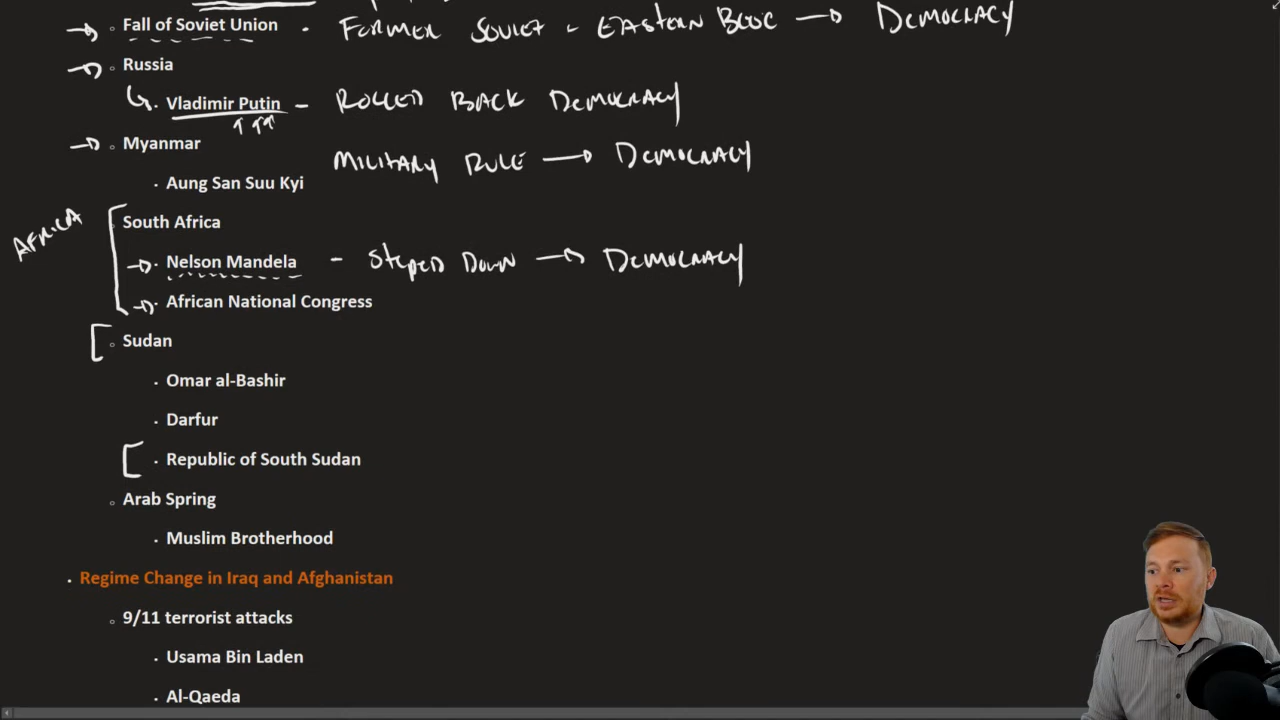 Fall of Soviet Union - FORMER SOVIET - EASTERN BLOC → DEMOCRACY
Russia
Vladimir Putin - ROLLED BACK DEMOCRACY
Myanmar
MILITARY RULE → DEMOCRACY
Aung San Suu Kyi
AFRICA
South Africa
Nelson Mandela - STEPED DOWN → DEMOCRACY
African National Congress
Sudan
Omar al-Bashir
Darfur
Republic of South Sudan
Arab Spring
Muslim Brotherhood
Regime Change in Iraq and Afghanistan
9/11 terrorist attacks
Usama Bin Laden
Al-Qaeda